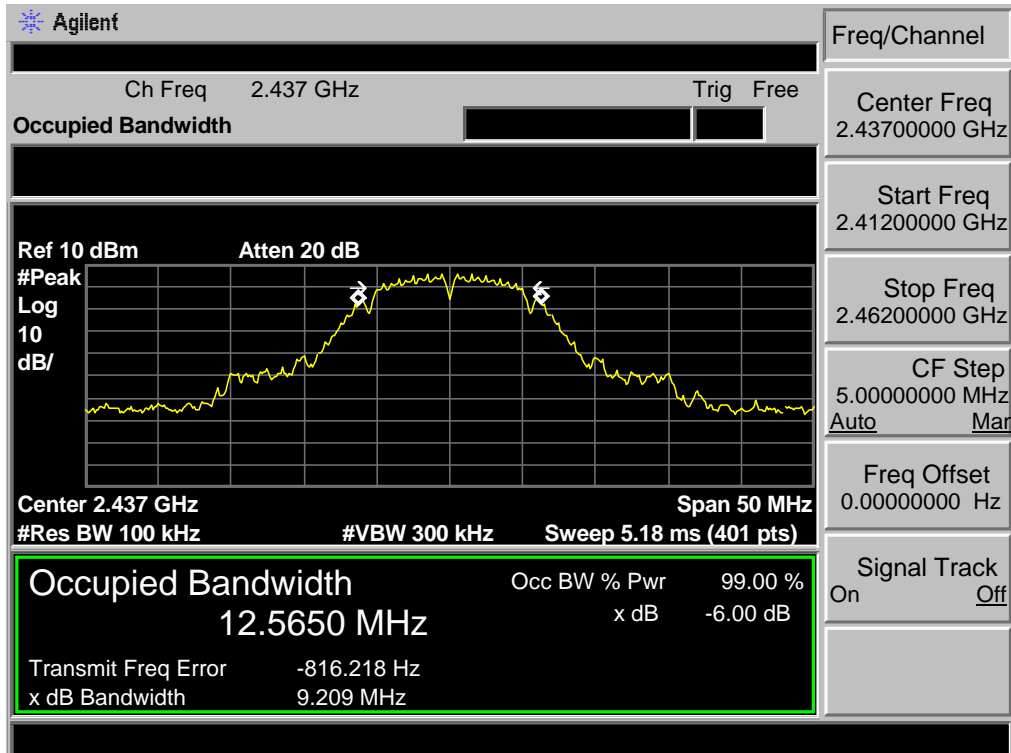 Agilent
Freq/Channel
Ch Freq 2.437 GHz Trig Free
Occupied Bandwidth
Center Freq
2.43700000 GHz
Start Freq
2.41200000 GHz
Ref 10 dBm Atten 20 dB
#Peak
Log
10
dB/
Stop Freq
2.46200000 GHz
CF Step
5.00000000 MHz
Auto Man
Center 2.437 GHz Span 50 MHz
#Res BW 100 kHz #VBW 300 kHz Sweep 5.18 ms (401 pts)
Freq Offset
0.00000000 Hz
Occupied Bandwidth
12.5650 MHz
Occ BW % Pwr 99.00 %
x dB -6.00 dB
Transmit Freq Error -816.218 Hz
x dB Bandwidth 9.209 MHz
Signal Track
On Off